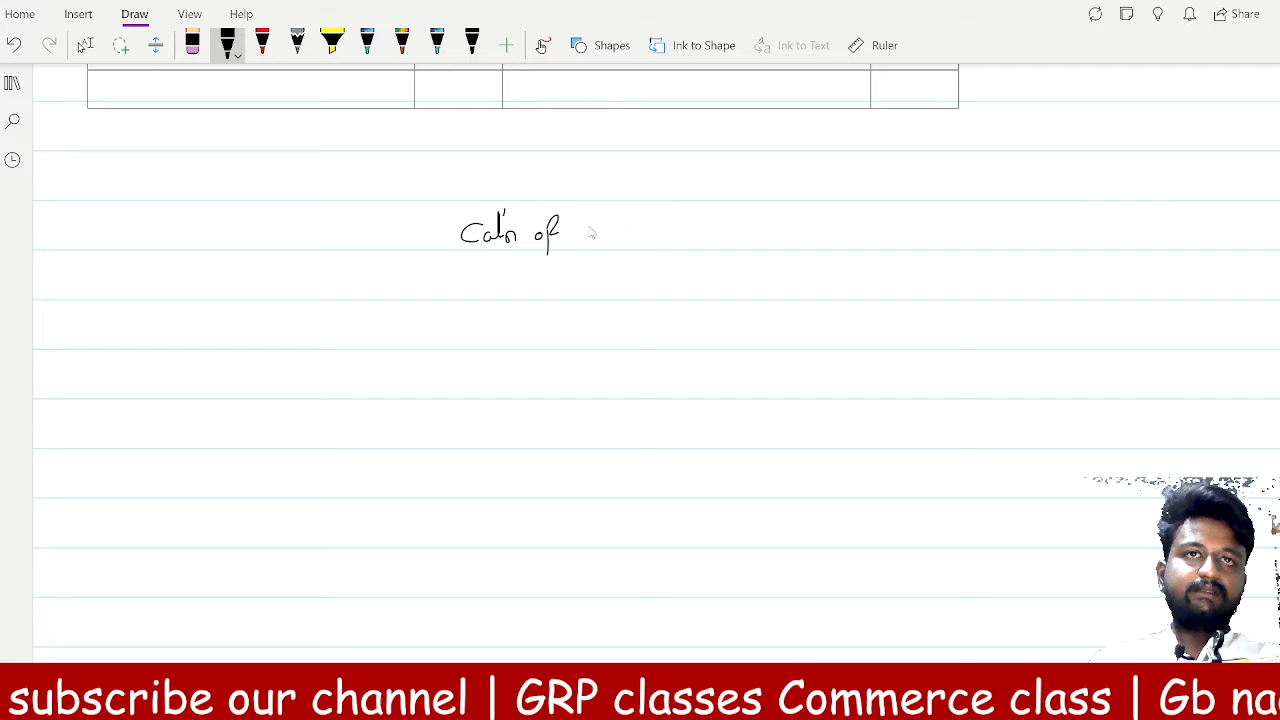 Home Insert Draw View Help Share
Shapes Ink to Shape Ink to Text Ruler
Cal'n of
subscribe our channel | GRP classes Commerce class | Gb na